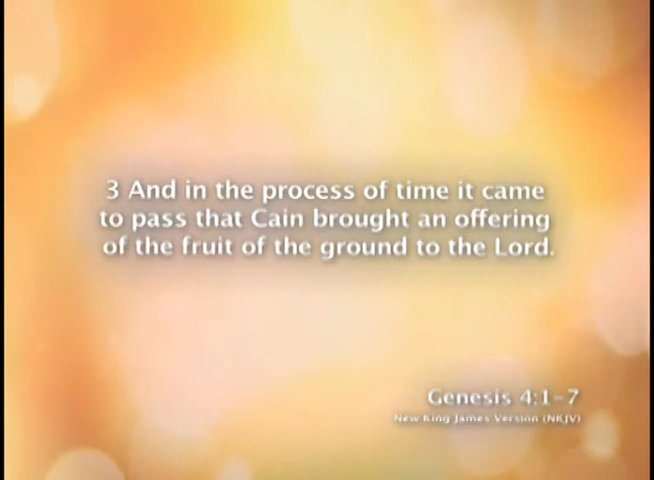 3 And in the process of time it came
to pass that Cain brought an offering
of the fruit of the ground to the Lord.
Genesis 4:1-7
New King James Version (NKJV)